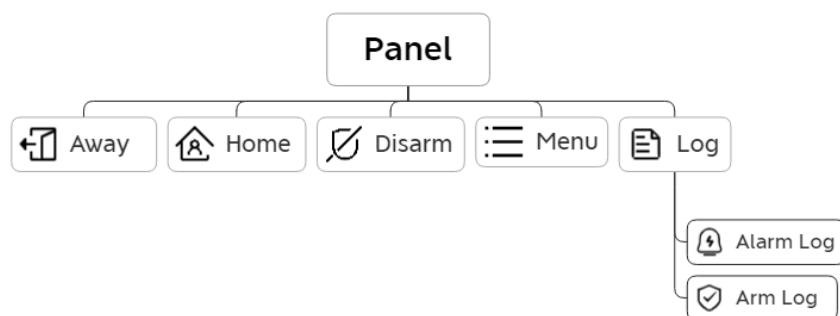 Panel
Away
Home
Disarm
Menu
Log
Alarm Log
Arm Log